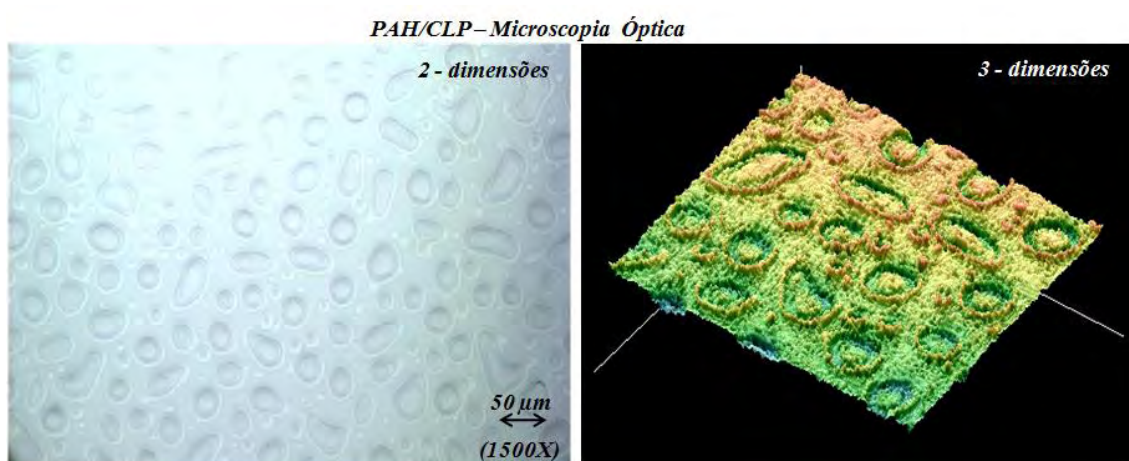 PAH/CLP – Microscopia Óptica
2 - dimensões
3 - dimensões
50 µm
(1500X)